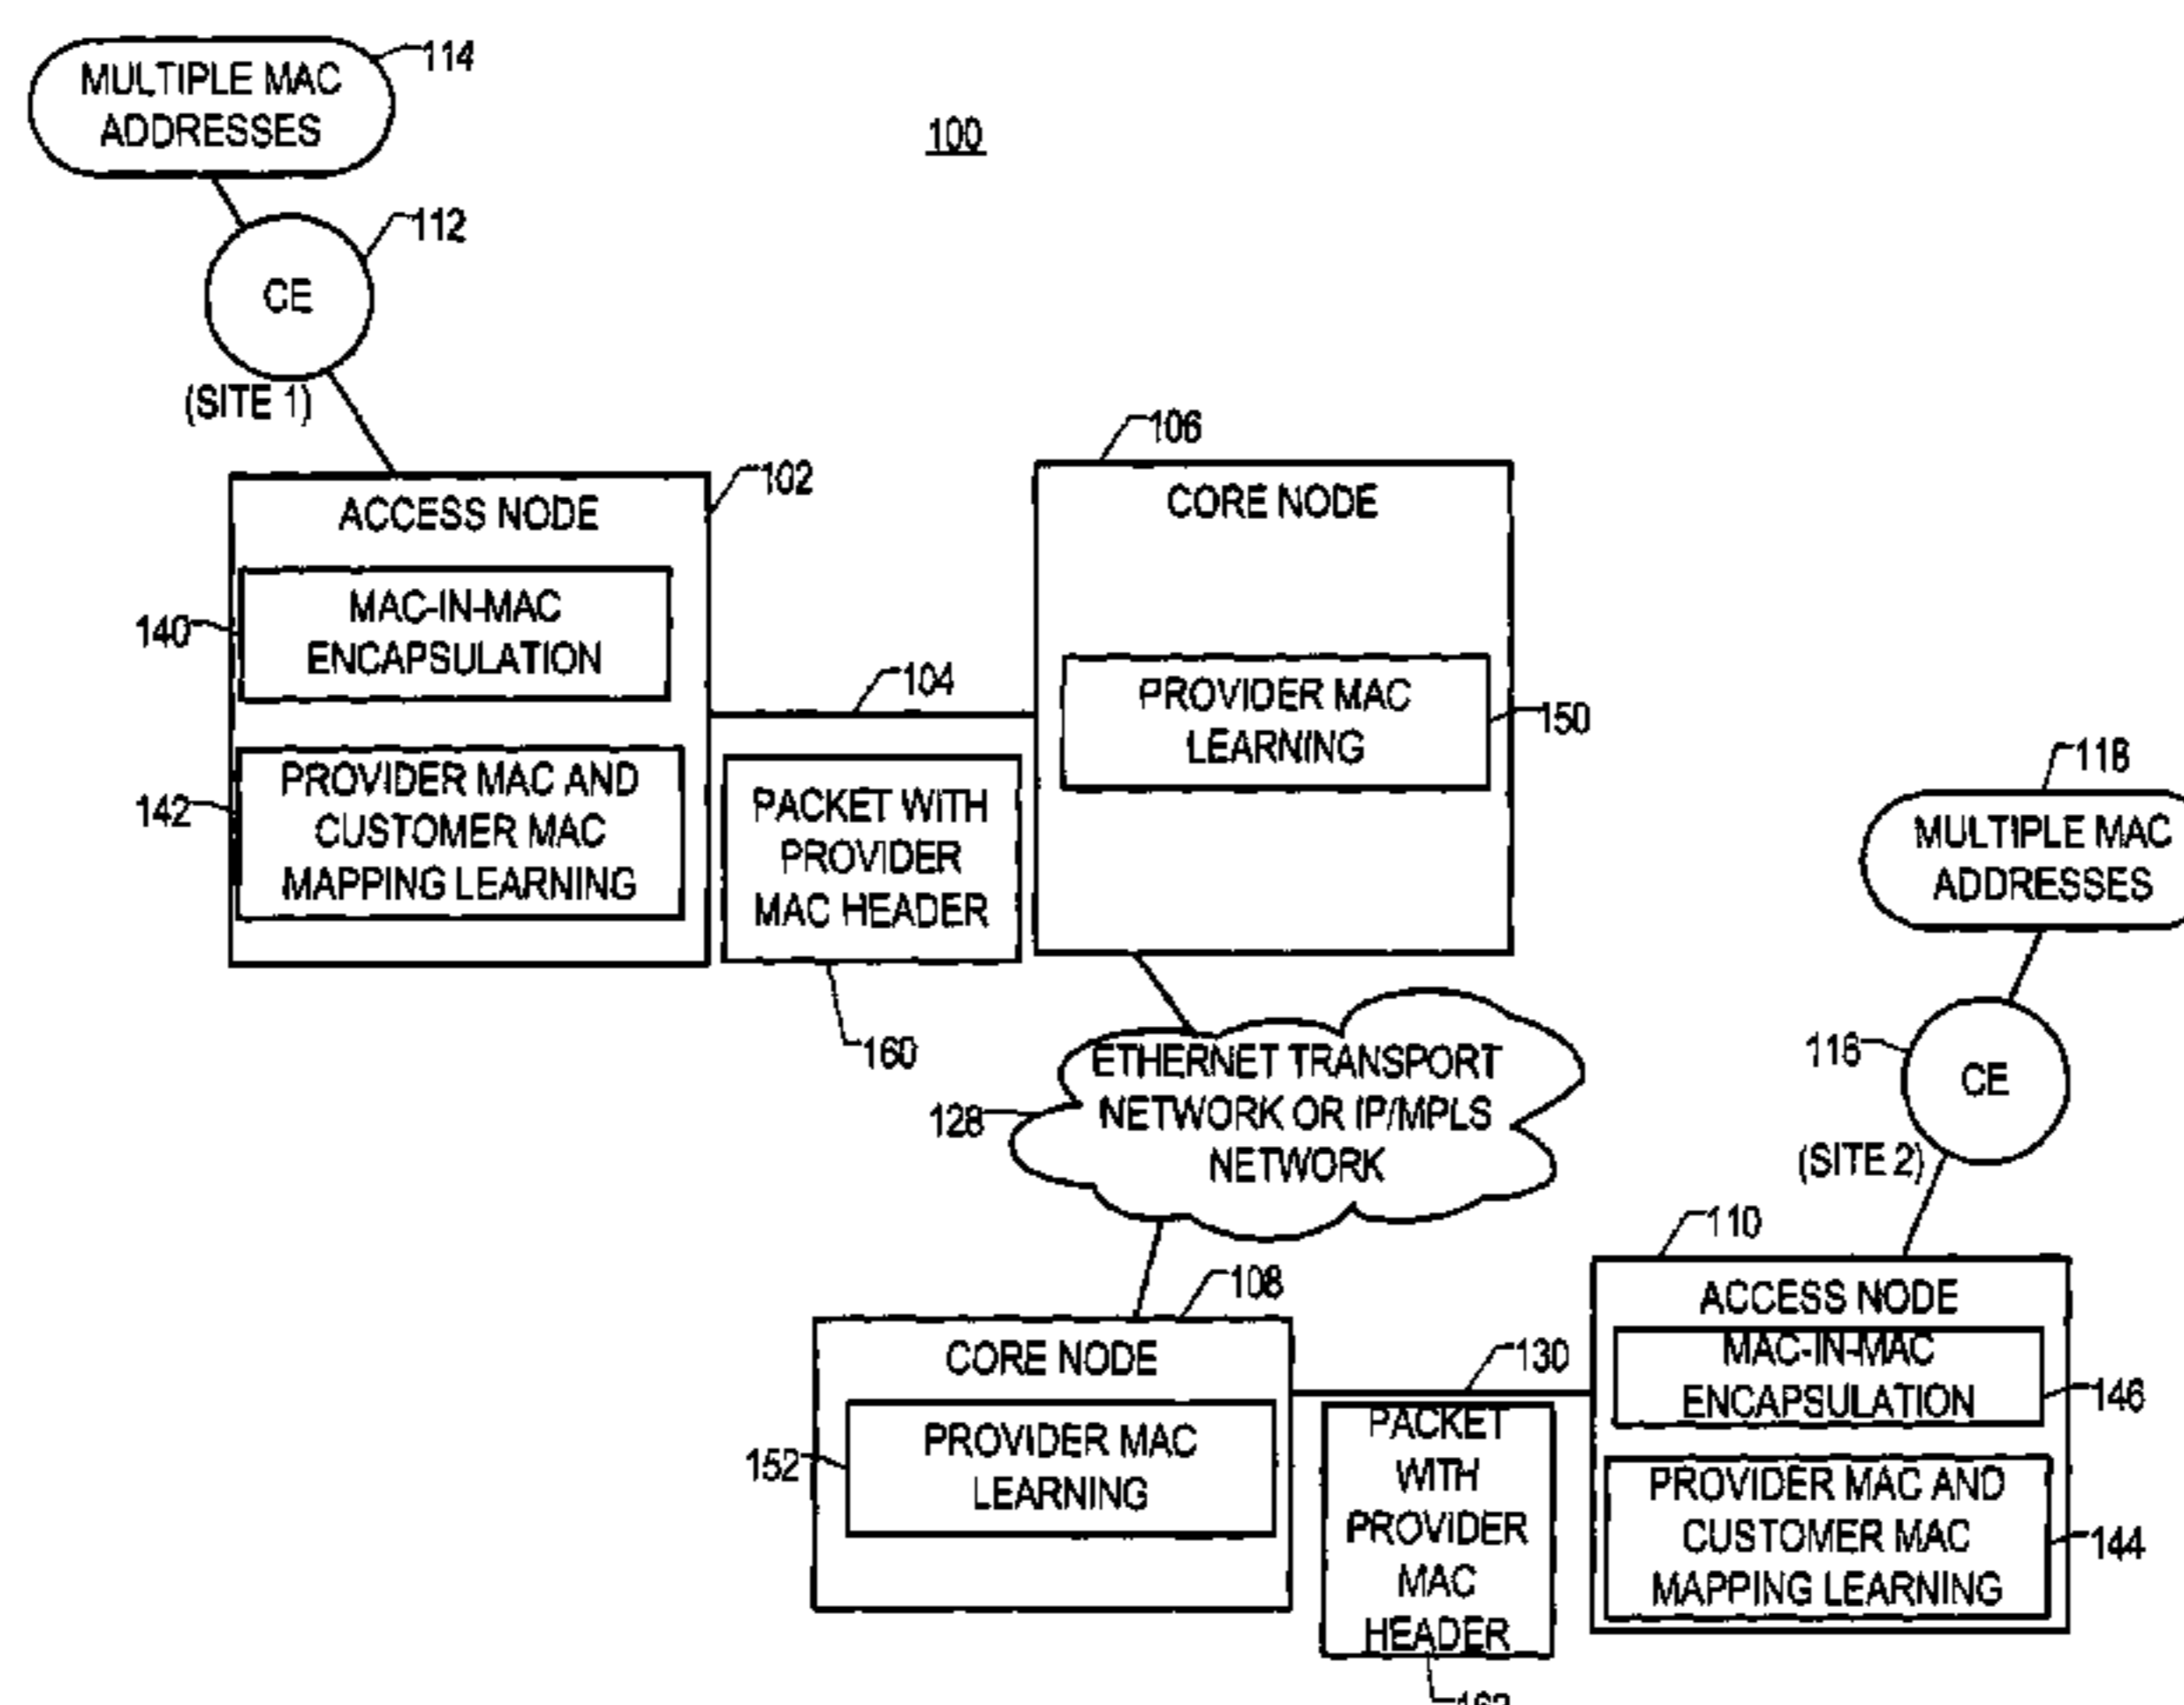 114
MULTIPLE MAC
ADDRESSES
100
112
CE
(SITE 1)
106
102
ACCESS NODE
CORE NODE
140
MAC-IN-MAC
ENCAPSULATION
104
PROVIDER MAC
LEARNING
150
142
PROVIDER MAC AND
CUSTOMER MAC
MAPPING LEARNING
PACKET WITH
PROVIDER
MAC HEADER
160
118
MULTIPLE MAC
ADDRESSES
116
CE
(SITE 2)
128
ETHERNET TRANSPORT
NETWORK OR IP/MPLS
NETWORK
110
108
ACCESS NODE
CORE NODE
130
MAC-IN-MAC
ENCAPSULATION
146
152
PROVIDER MAC
LEARNING
PACKET
WITH
PROVIDER
MAC
HEADER
PROVIDER MAC AND
CUSTOMER MAC
MAPPING LEARNING
144